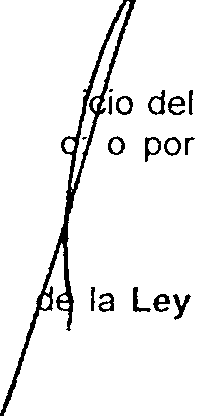 icio del
o por
de la Ley